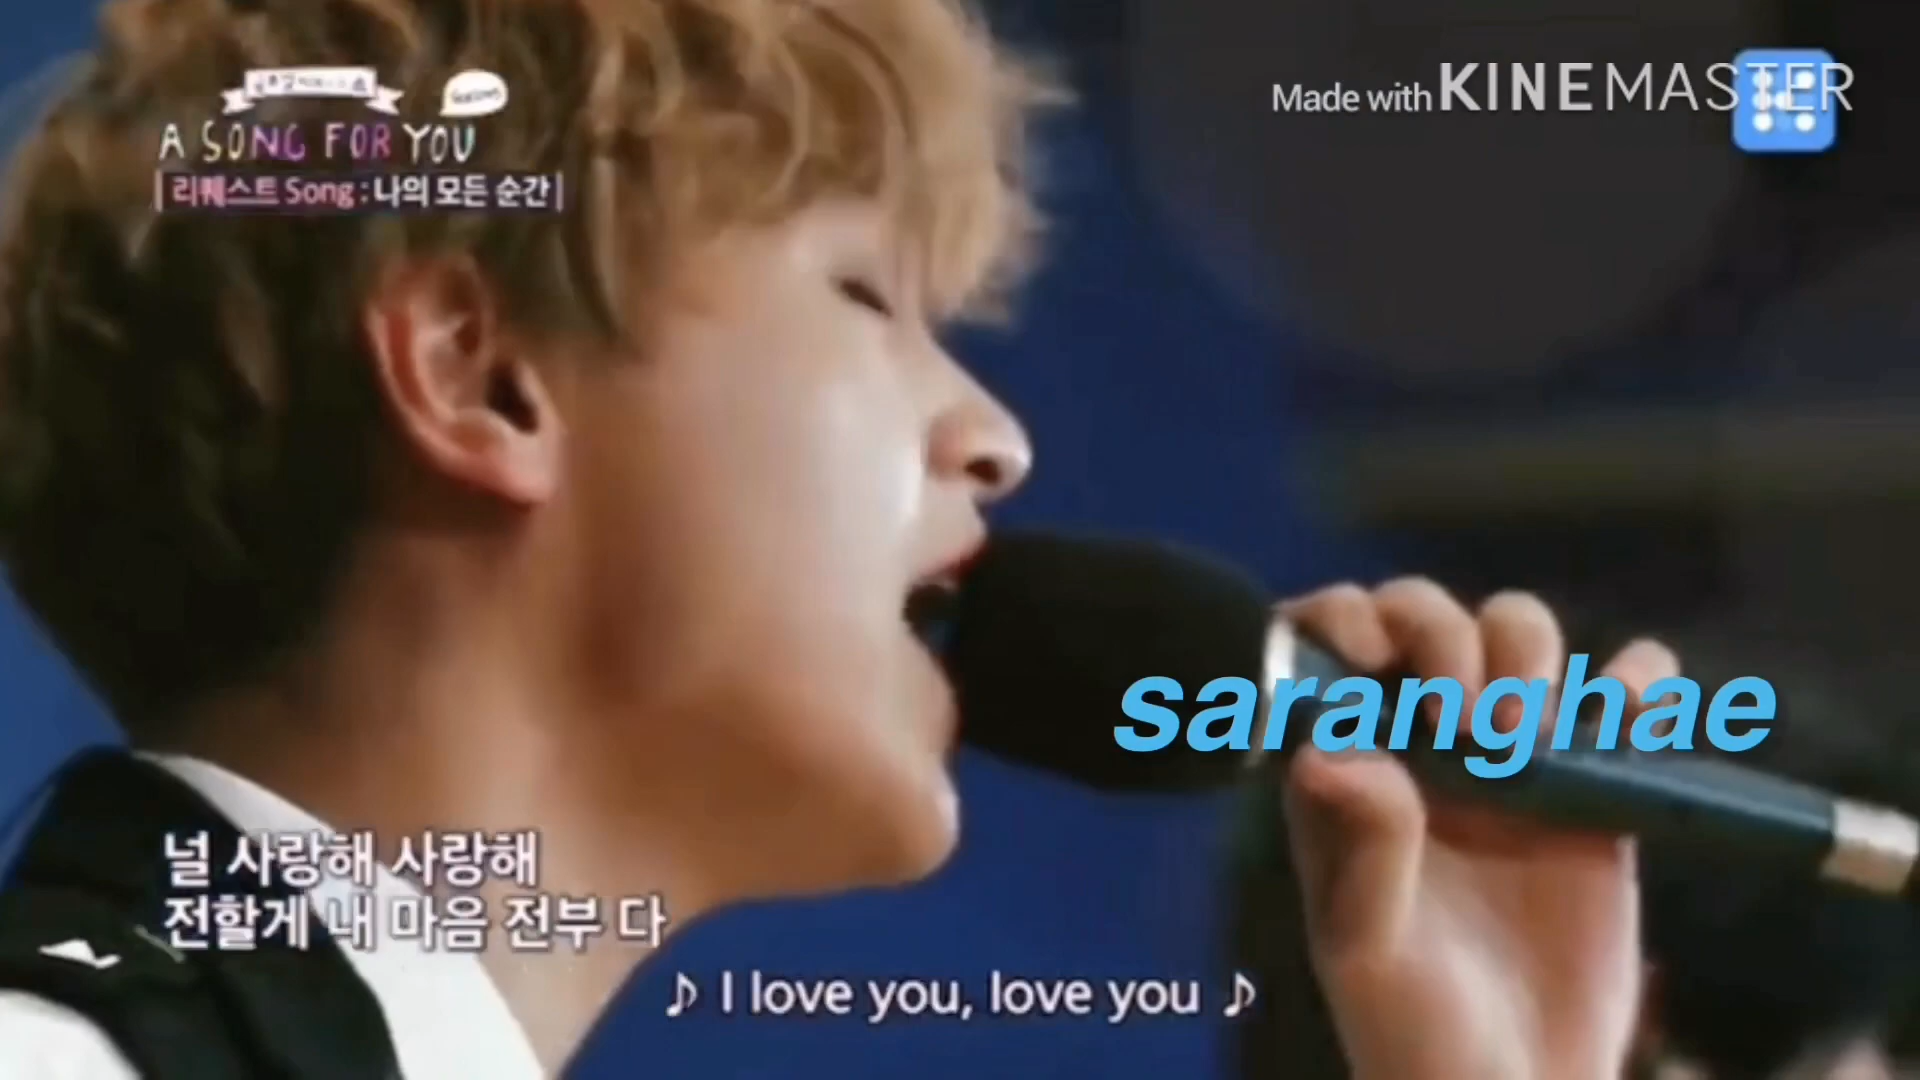 A SONG FOR YOU
리퀘스트 Song : 나의 모든 순간
Made with KINEMASTER
saranghae
널 사랑해 사랑해
전할게 내 마음 전부 다
♪ I love you, love you ♪